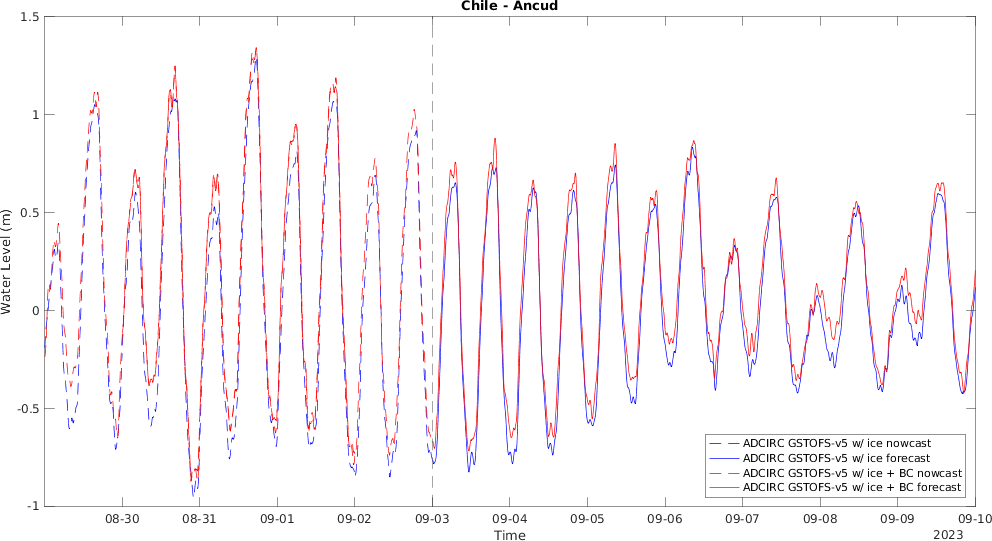 Chile - Ancud
1.5
1
0.5
0
-0.5
-1
Water Level (m)
08-30
08-31
09-01
09-02
09-03
09-04
09-05
09-06
09-07
09-08
09-09
09-10
Time
2023
ADCIRC GSTOFS-v5 w/ ice nowcast
ADCIRC GSTOFS-v5 w/ ice forecast
ADCIRC GSTOFS-v5 w/ ice + BC nowcast
ADCIRC GSTOFS-v5 w/ ice + BC forecast